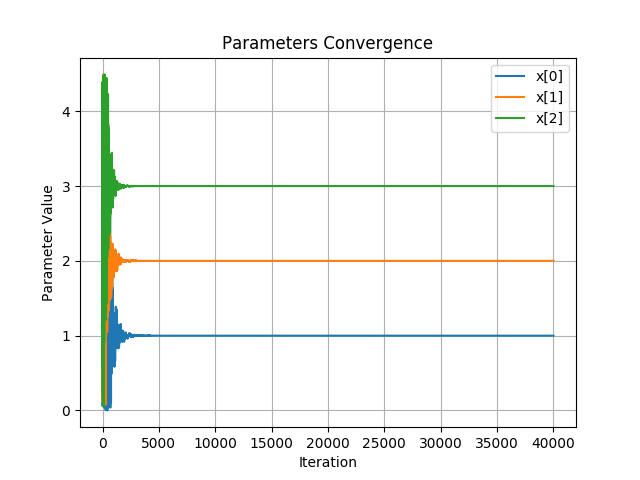 Parameters Convergence
x[0]
x[1]
x[2]
Parameter Value
4
3
2
1
0
0 5000 10000 15000 20000 25000 30000 35000 40000
Iteration